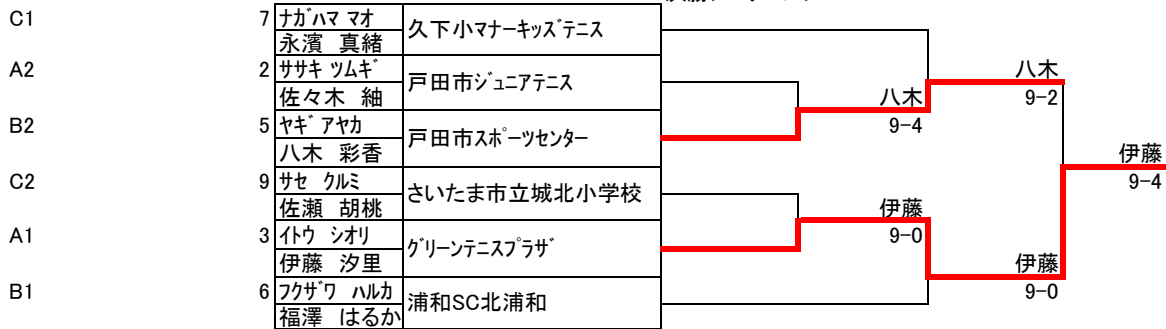 C1 7 ﾅｶﾞﾊﾏ ﾏｵ 久下小マナーキッズテニス
永濱 真緒
A2 2 ｻｻｷ ﾂﾑｷﾞ 戸田市ジュニアテニス 八木
佐々木 紬 八木 9-2
B2 5 ﾔｷﾞ ｱﾔｶ 戸田市スポーツセンター 9-4
八木 彩香 伊藤
C2 9 ｻｾ ｸﾙﾐ さいたま市立城北小学校 9-4
佐瀬 胡桃 伊藤
A1 3 ｲﾄｳ ｼｵﾘ グリーンテニスプラザ 9-0
伊藤 汐里 伊藤
B1 6 ﾌｸｻﾞﾜ ﾊﾙｶ 浦和SC北浦和 9-0
福澤 はるか